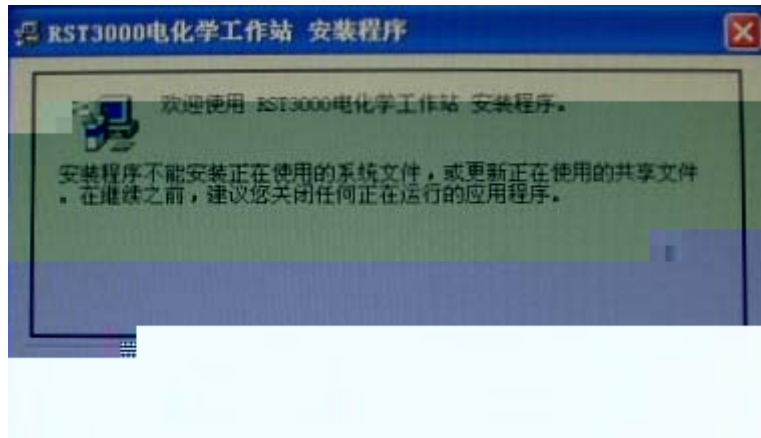 RST3000电化学工作站 安装程序
欢迎使用 RST3000电化学工作站 安装程序。
安装程序不能安装正在使用的系统文件，或更新正在使用的共享文件
。在继续之前，建议您关闭任何正在运行的应用程序。